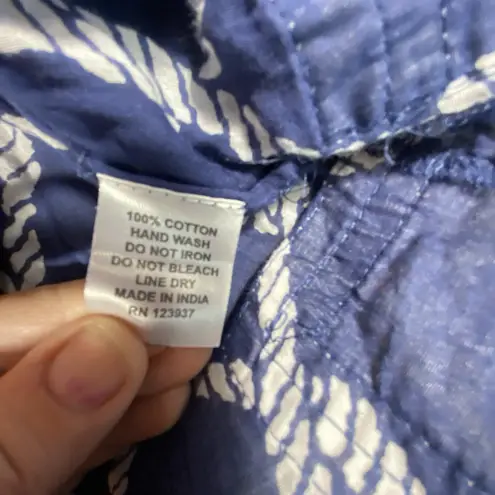 100% COTTON
HAND WASH
DO NOT IRON
DO NOT BLEACH
LINE DRY
MADE IN INDIA
RN 123937